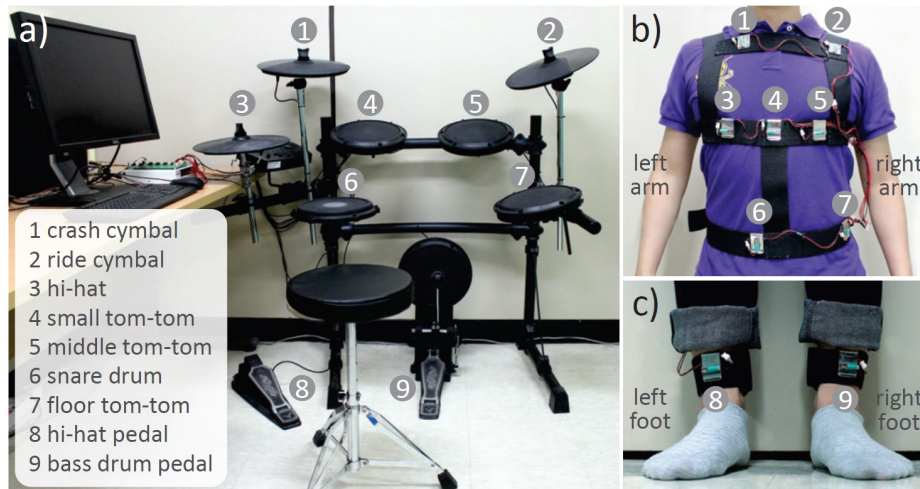 a)
1
2
3
4
5
6
7
8
9
1 crash cymbal
2 ride cymbal
3 hi-hat
4 small tom-tom
5 middle tom-tom
6 snare drum
7 floor tom-tom
8 hi-hat pedal
9 bass drum pedal
b)
1
2
3
4
5
left
arm
right
arm
6
7
c)
left
foot
8
9
right
foot